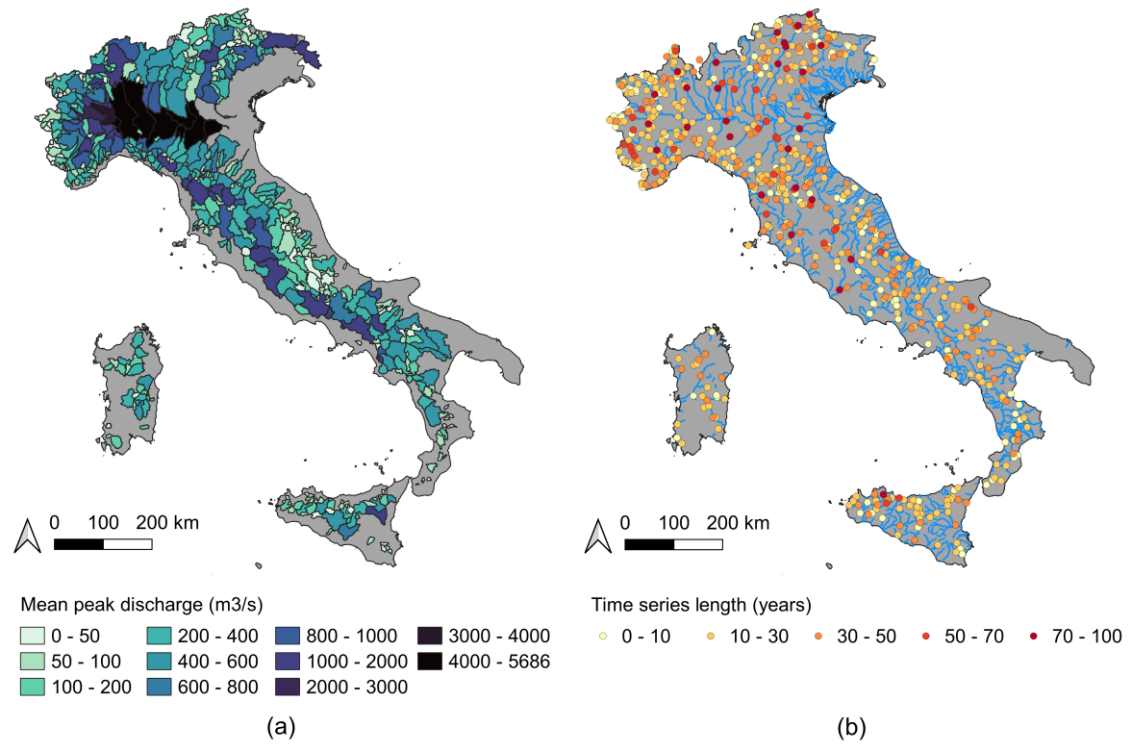 0 100 200 km
0 100 200 km
Mean peak discharge (m3/s)
0 - 50 200 - 400 800 - 1000 3000 - 4000
50 - 100 400 - 600 1000 - 2000 4000 - 5686
100 - 200 600 - 800 2000 - 3000
Time series length (years)
0 - 10 10 - 30 30 - 50 50 - 70 70 - 100
(a)
(b)